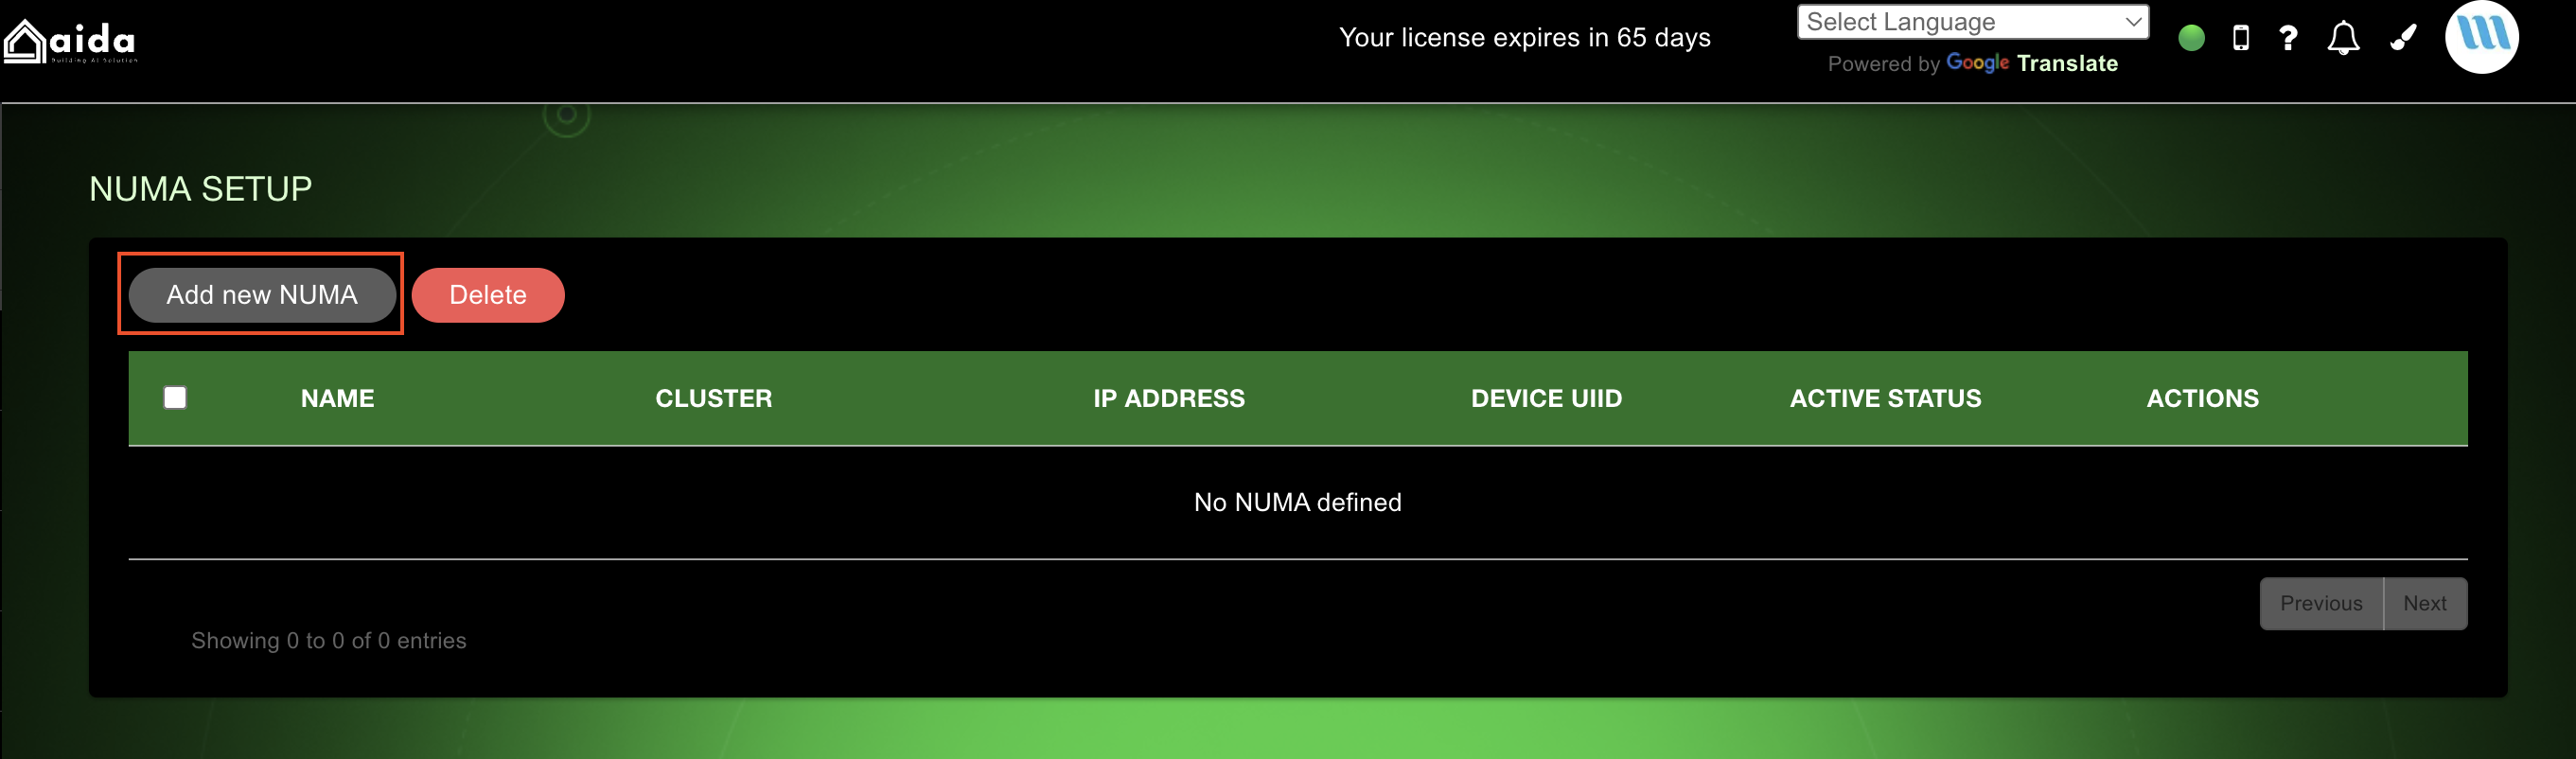 aida
Building AI Solution
Your license expires in 65 days
Select Language
Powered by Google Translate
NUMA SETUP
Add new NUMA
Delete
NAME
CLUSTER
IP ADDRESS
DEVICE UIID
ACTIVE STATUS
ACTIONS
No NUMA defined
Previous
Next
Showing 0 to 0 of 0 entries